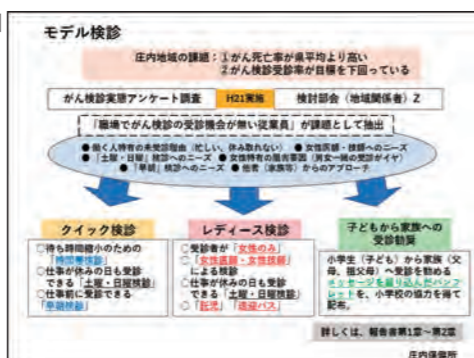 モデル検診
庄内地域の課題：①がん死亡率が県平均より高い
②がん検診受診率が目標を下回っている
がん検診実態アンケート調査
H21実施
検討部会（地域関係者）2
「職場でがん検診の受診機会が無い従業員」が課題として抽出
●働く人特有の未受診理由（忙しい、休み取れない） ●女性医師・技師へのニーズ
●「土曜・日曜」検診へのニーズ ●女性特有の阻害要因（男女一緒の受診がイヤ）
●「早朝」検診へのニーズ ●他者（家族等）からのアプローチ
クイック検診
○待ち時間縮小のための
「時間帯検診」
○仕事が休みの日も受診
できる「土曜・日曜検診」
○仕事前に受診できる
「早朝検診」
レディース検診
○受診者が「女性のみ」
○「女性医師・女性技師」
による検診
○仕事が休みの日も受診
できる「土曜・日曜検診」
○「託児」「送迎バス」
子どもから家族への
受診勧奨
小学生（子ども）から家族（父
母、祖父母）へ受診を勧める
メッセージを盛り込んだパンフ
レットを、小学校の協力を得て
配布。
詳しくは、報告書第1章～第2章
庄内保健所